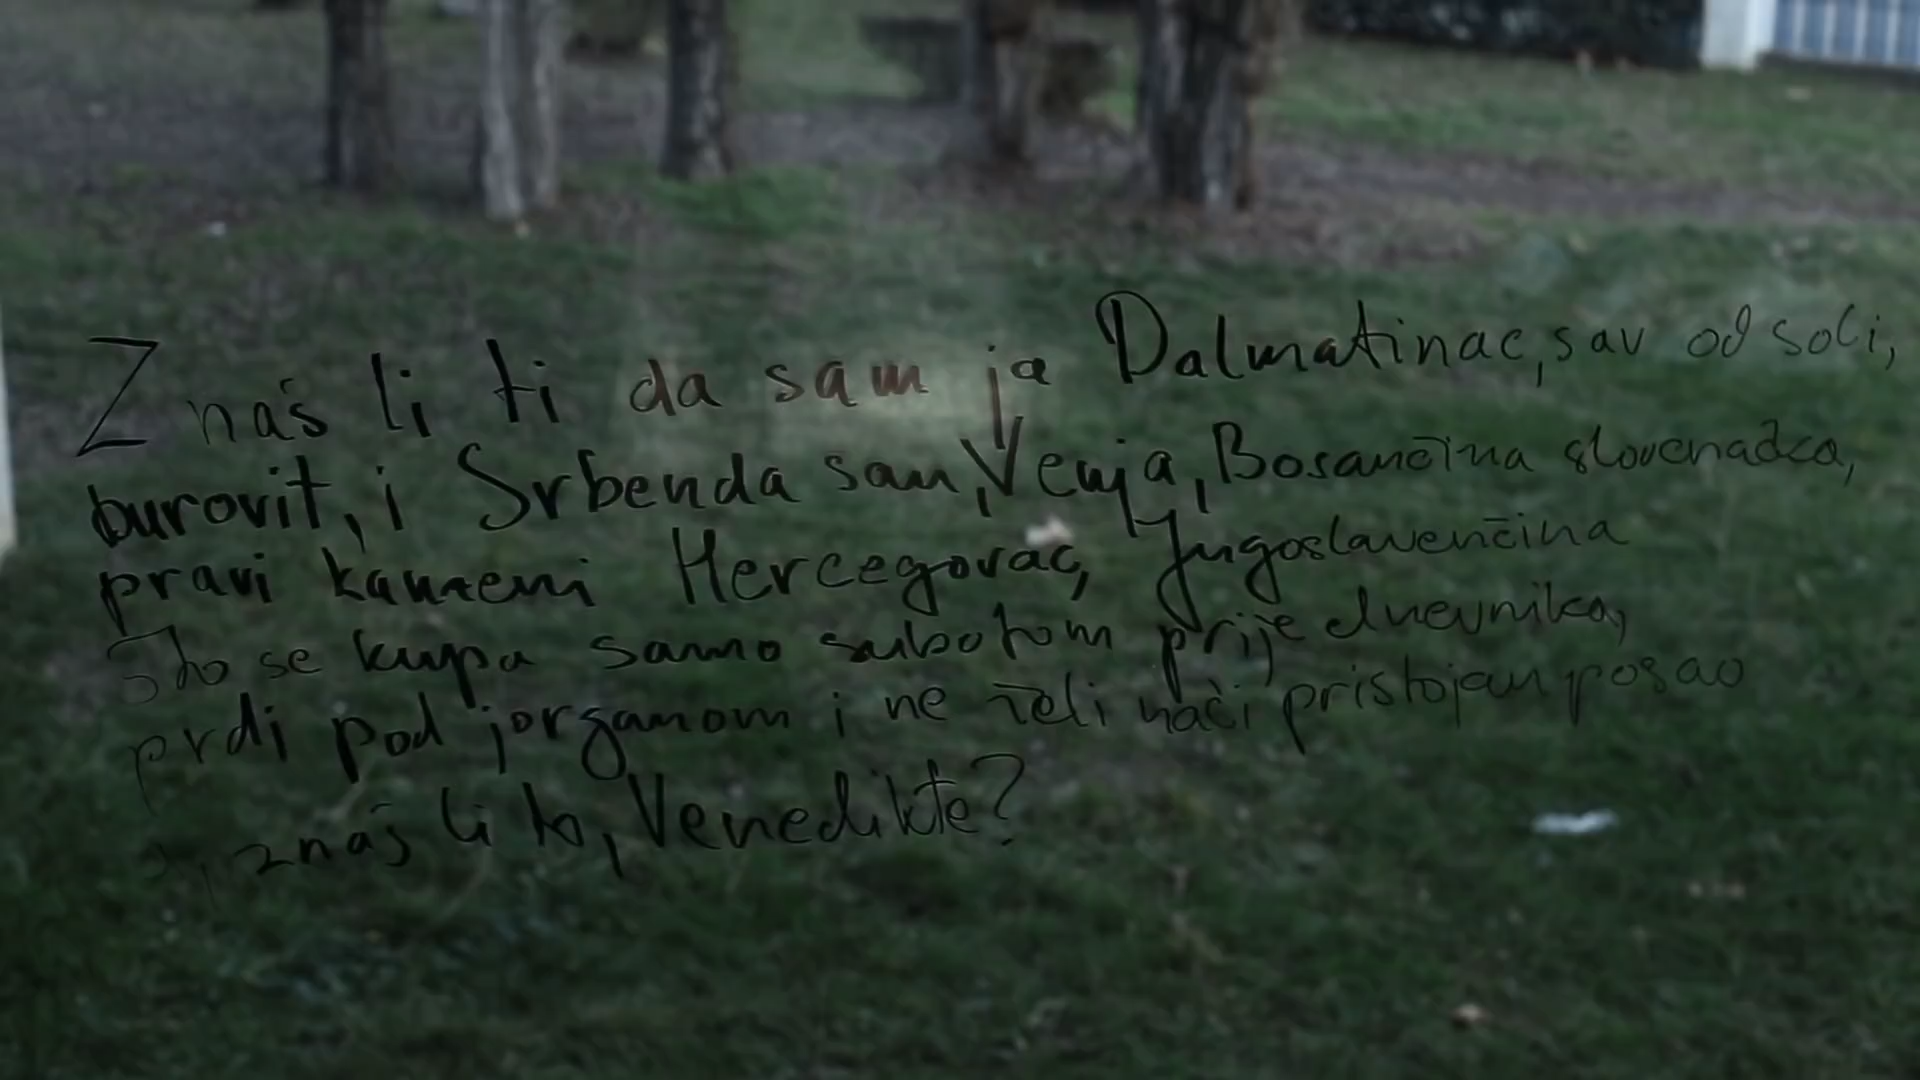 Znaš li ti da sam ja Dalmatinac, sav od soli,
burovit, i Srbenda sam, Venja, Bosančina slovenadzea,
pravi kameni Hercegovac, Jugoslavenčina
što se kupa samo subotom prije dnevnika,
prdi pod jorganom i ne želi naći pristojan posao
znaš li to, Venedikte?